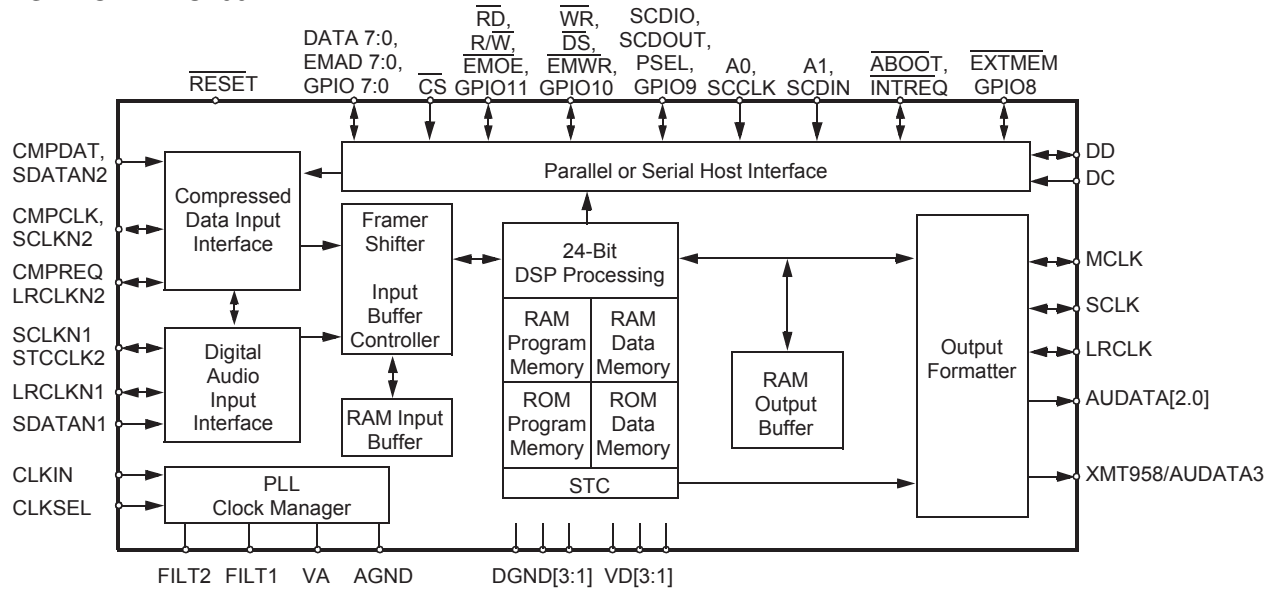 RD,
WR,
SCDIO,
DATA 7:0,
R/W,
DS,
SCDOUT,
EMAD 7:0,
EMOE,
EMWR,
PSEL,
A0,
A1,
ABOOT,
EXTMEM
RESET
GPIO 7:0
CS
GPIO11
GPIO10
GPIO9
SCCLK
SCDIN
INTREQ
GPIO8
CMPDAT,
SDATAN2
CMPCLK,
SCLKN2
CMPREQ
LRCLKN2
SCLKN1
STCCLK2
LRCLKN1
SDATAN1
CLKIN
CLKSEL
Compressed
Data Input
Interface
Digital
Audio
Input
Interface
PLL
Clock Manager
Parallel or Serial Host Interface
Framer
Shifter
Input
Buffer
Controller
RAM Input
Buffer
24-Bit
DSP Processing
RAM
Program
Memory
RAM
Data
Memory
ROM
Program
Memory
ROM
Data
Memory
STC
RAM
Output
Buffer
Output
Formatter
DD
DC
MCLK
SCLK
LRCLK
AUDATA[2.0]
XMT958/AUDATA3
FILT2
FILT1
VA
AGND
DGND[3:1]
VD[3:1]